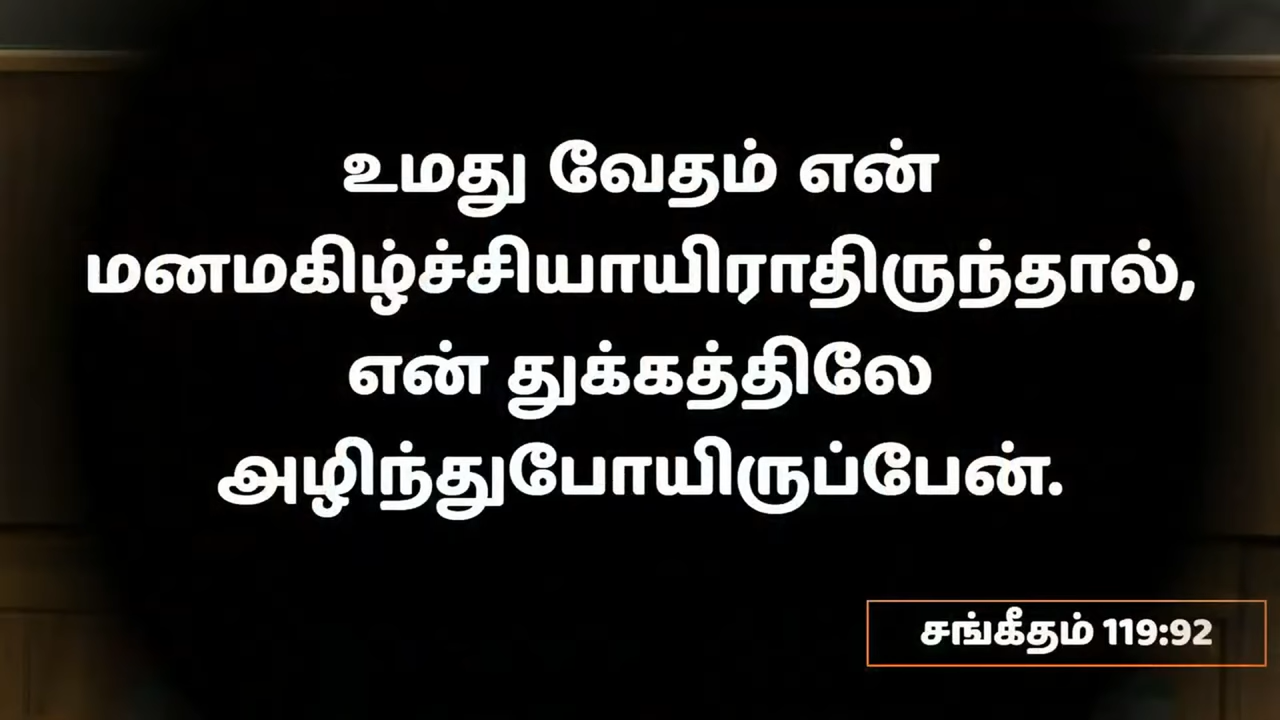 உமது வேதம் என்
மனமகிழ்ச்சியாயிராதிருந்தால்,
என் துக்கத்திலே
அழிந்துபோயிருப்பேன்.
சங்கீதம் 119:92